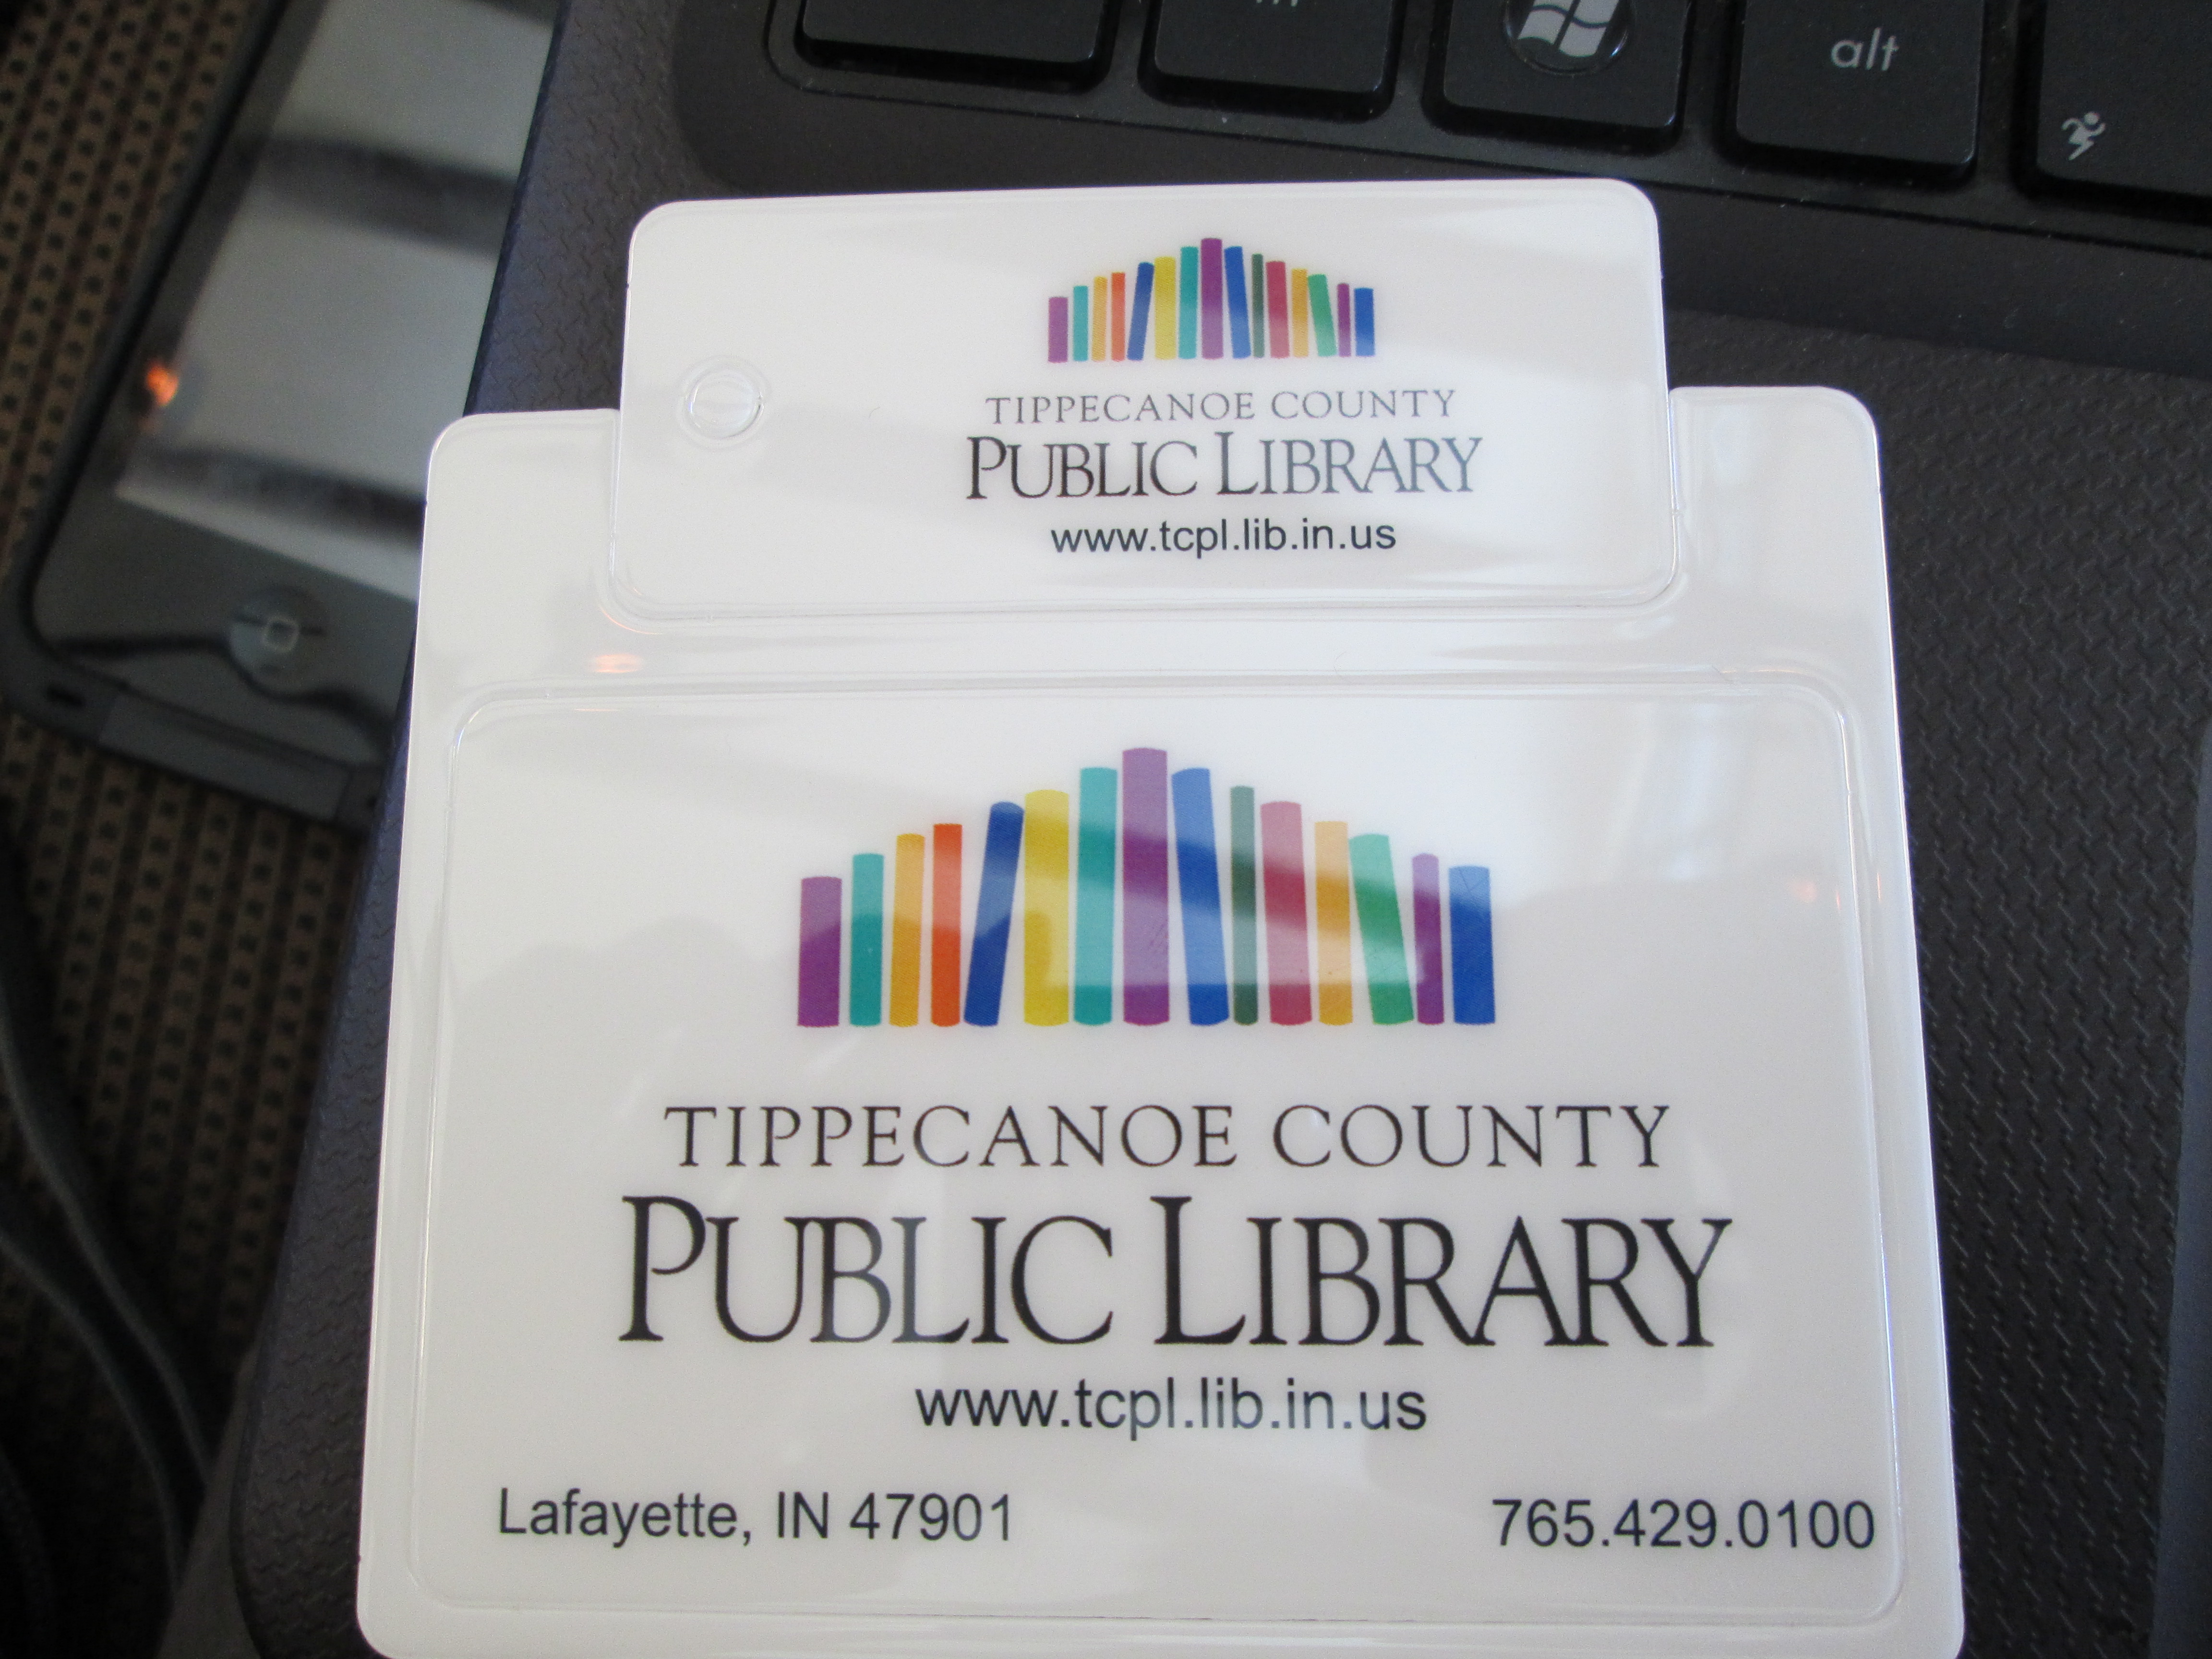 alt
TIPPECANOE COUNTY
PUBLIC LIBRARY
www.tcpl.lib.in.us
TIPPECANOE COUNTY
PUBLIC LIBRARY
www.tcpl.lib.in.us
Lafayette, IN 47901
765.429.0100